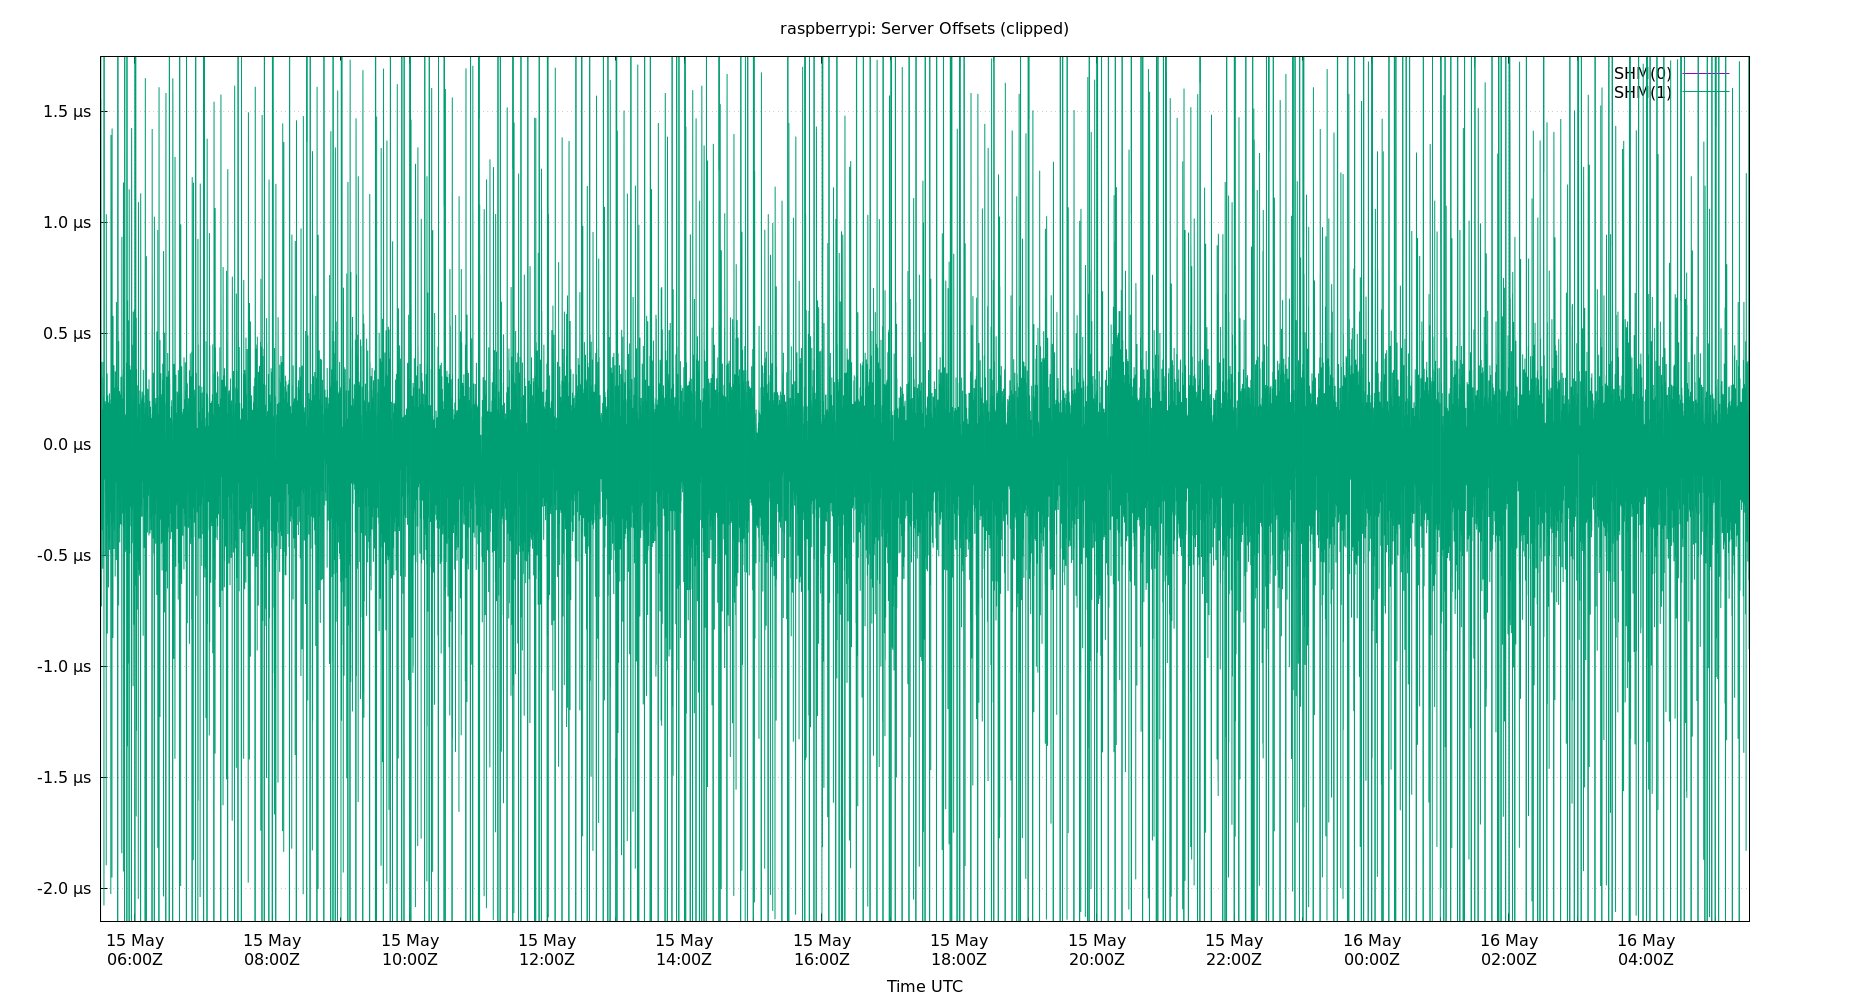 raspberrypi: Server Offsets (clipped)
SHM(0)
SHM(1)
1.5 µs
1.0 µs
0.5 µs
0.0 µs
-0.5 µs
-1.0 µs
-1.5 µs
-2.0 µs
15 May 15 May 15 May 15 May 15 May 15 May 15 May 15 May 15 May 16 May 16 May 16 May
06:00Z 08:00Z 10:00Z 12:00Z 14:00Z 16:00Z 18:00Z 20:00Z 22:00Z 00:00Z 02:00Z 04:00Z
Time UTC